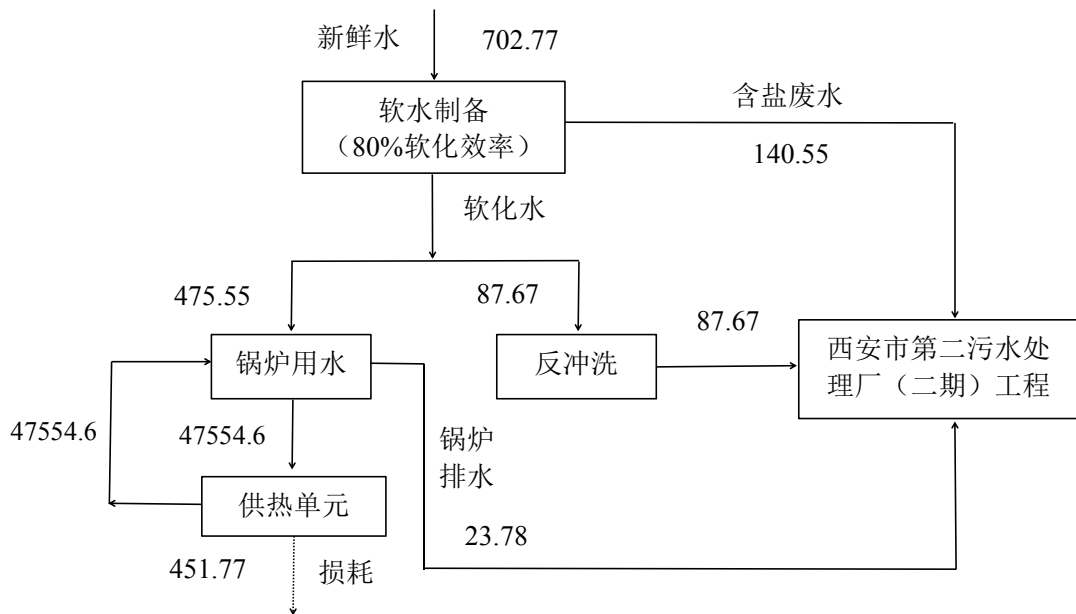 新鲜水
702.77
软水制备
（80%软化效率）
含盐废水
140.55
软化水
475.55
87.67
87.67
锅炉用水
反冲洗
西安市第二污水处
理厂（二期）工程
47554.6
47554.6
锅炉
排水
供热单元
23.78
451.77
损耗